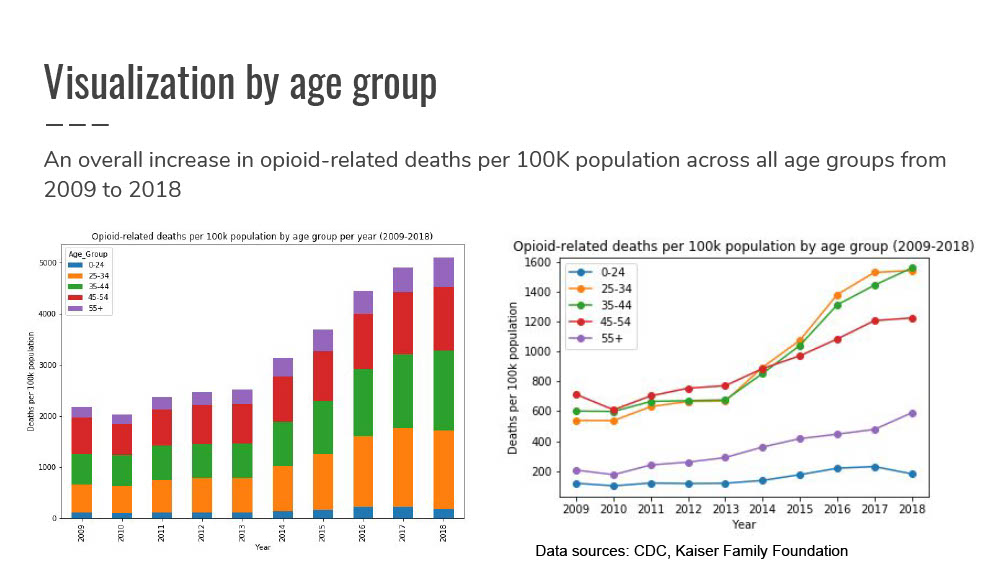 Visualization by age group
An overall increase in opioid-related deaths per 100K population across all age groups from
2009 to 2018
Opioid-related deaths per 100k population by age group per year (2009-2018)
Age_Group
0-24
25-34
35-44
45-54
55+
5000
4000
3000
2000
1000
0
Deaths per 100k population
2009 2010 2011 2012 2013 2014 2015 2016 2017 2018
Year
Opioid-related deaths per 100k population by age group (2009-2018)
0-24
25-34
35-44
45-54
55+
1600
1400
1200
1000
800
600
400
200
Deaths per 100k population
2009 2010 2011 2012 2013 2014 2015 2016 2017 2018
Year
Data sources: CDC, Kaiser Family Foundation